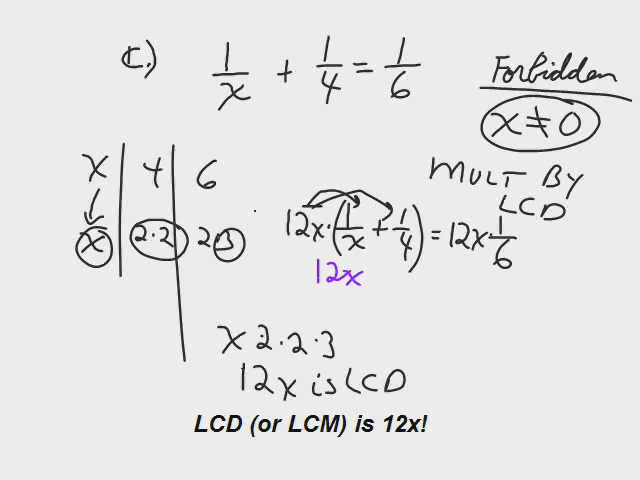 c.) 1/x + 1/4 = 1/6
Forbidden
x ≠ 0
x | 4 | 6
x | 2·2 | 2·3
MULT BY
LCD
12x·(1/x + 1/4) = 12x·1/6
12x
x 2·2·3
12x is LCD
LCD (or LCM) is 12x!